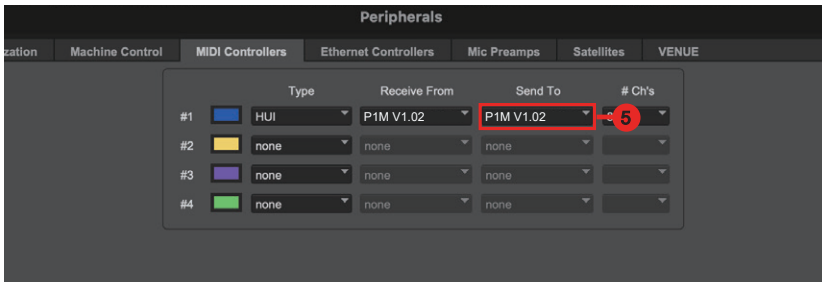 Peripherals
zation Machine Control MIDI Controllers Ethernet Controllers Mic Preamps Satellites VENUE
Type Receive From Send To # Ch's
#1 HUI P1M V1.02 P1M V1.02 5
#2 none none none
#3 none none none
#4 none none none